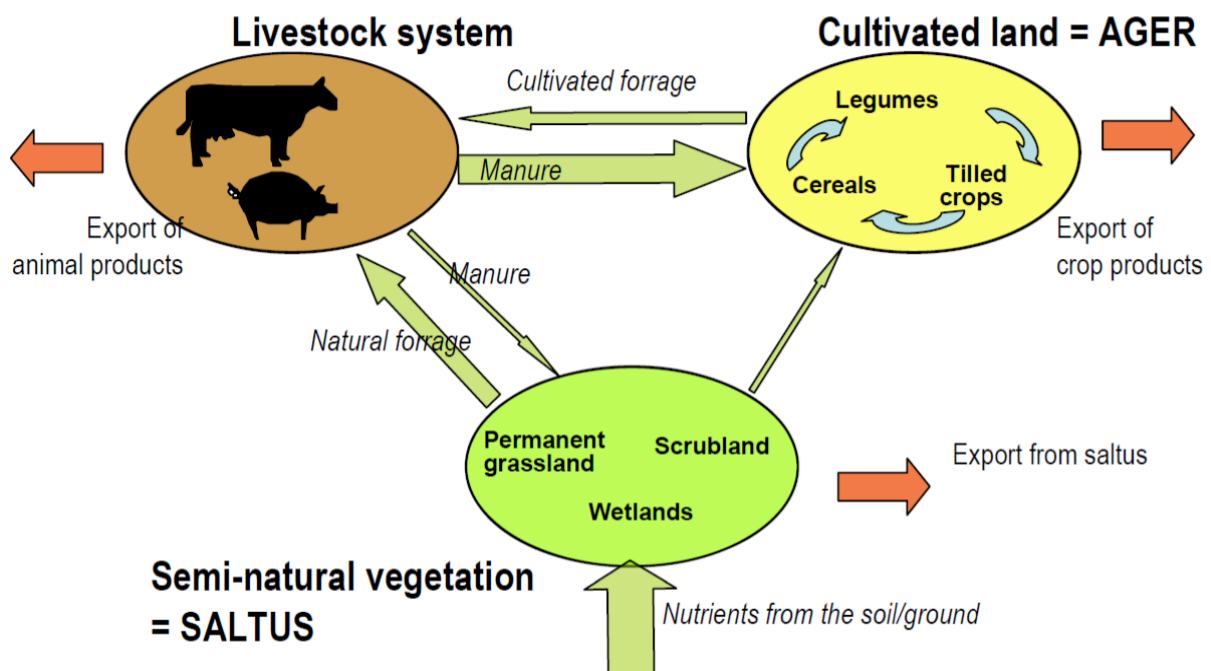 Livestock system
Cultivated land = AGER
Cultivated forrage
Legumes
Manure
Cereals
Tilled
crops
Export of
animal products
Export of
crop products
Manure
Natural forrage
Permanent
grassland
Scrubland
Wetlands
Export from saltus
Semi-natural vegetation
= SALTUS
Nutrients from the soil/ground